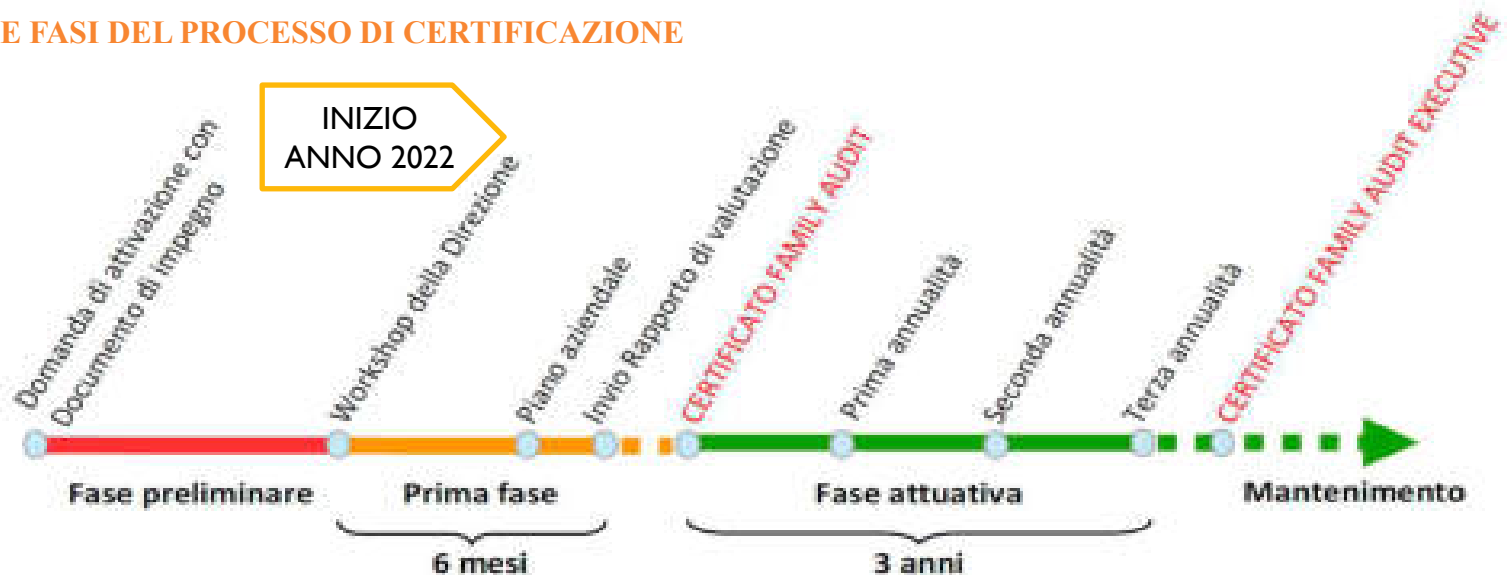 E FASI DEL PROCESSO DI CERTIFICAZIONE
INIZIO
ANNO 2022
Domanda di attivazione con
Documento di impegno
Workshop della Direzione
Piano aziendale
Invio Rapporto di valutazione
CERTIFICATO FAMILY AUDIT
Prima annualità
Seconda annualità
Terza annualità
CERTIFICATO FAMILY AUDIT EXECUTIVE
Fase preliminare
Prima fase
Fase attuativa
Mantenimento
6 mesi
3 anni